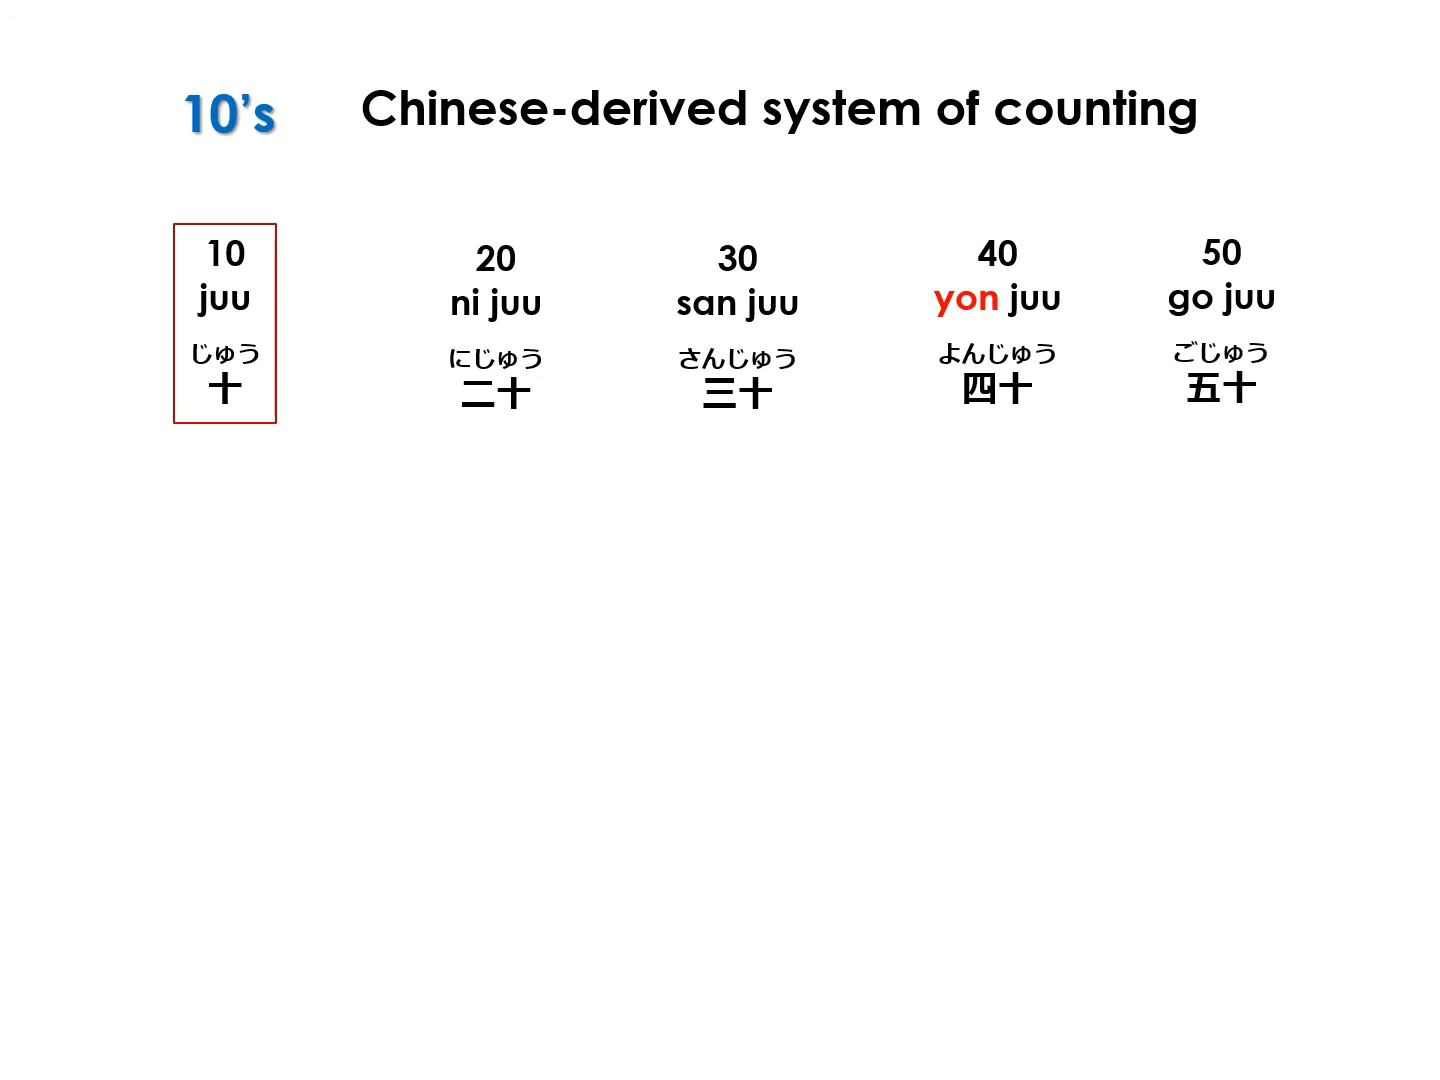 10’s
Chinese-derived system of counting
10
juu
じゅう
十
20
ni juu
にじゅう
二十
30
san juu
さんじゅう
三十
40
yon juu
よんじゅう
四十
50
go juu
ごじゅう
五十